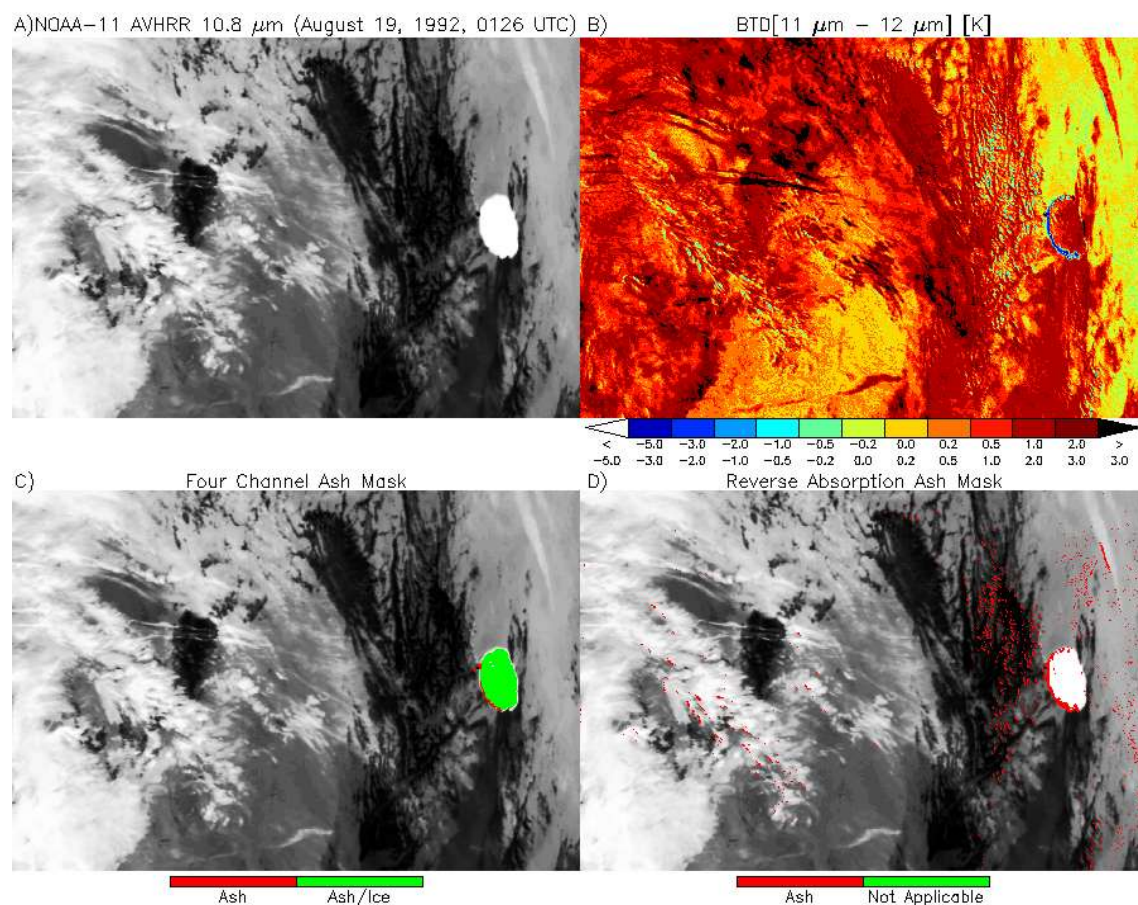 A)NOAA-11 AVHRR 10.8 μm (August 19, 1992, 0126 UTC)
B) BTD[11 μm - 12 μm] [K]
< -5.0 -3.0 -2.0 -1.0 -0.5 -0.2 0.0 0.2 0.5 1.0 2.0 >
-5.0 -3.0 -2.0 -1.0 -0.5 -0.2 0.0 0.2 0.5 1.0 2.0 3.0 3.0
C) Four Channel Ash Mask
D) Reverse Absorption Ash Mask
Ash Ash/Ice
Ash Not Applicable